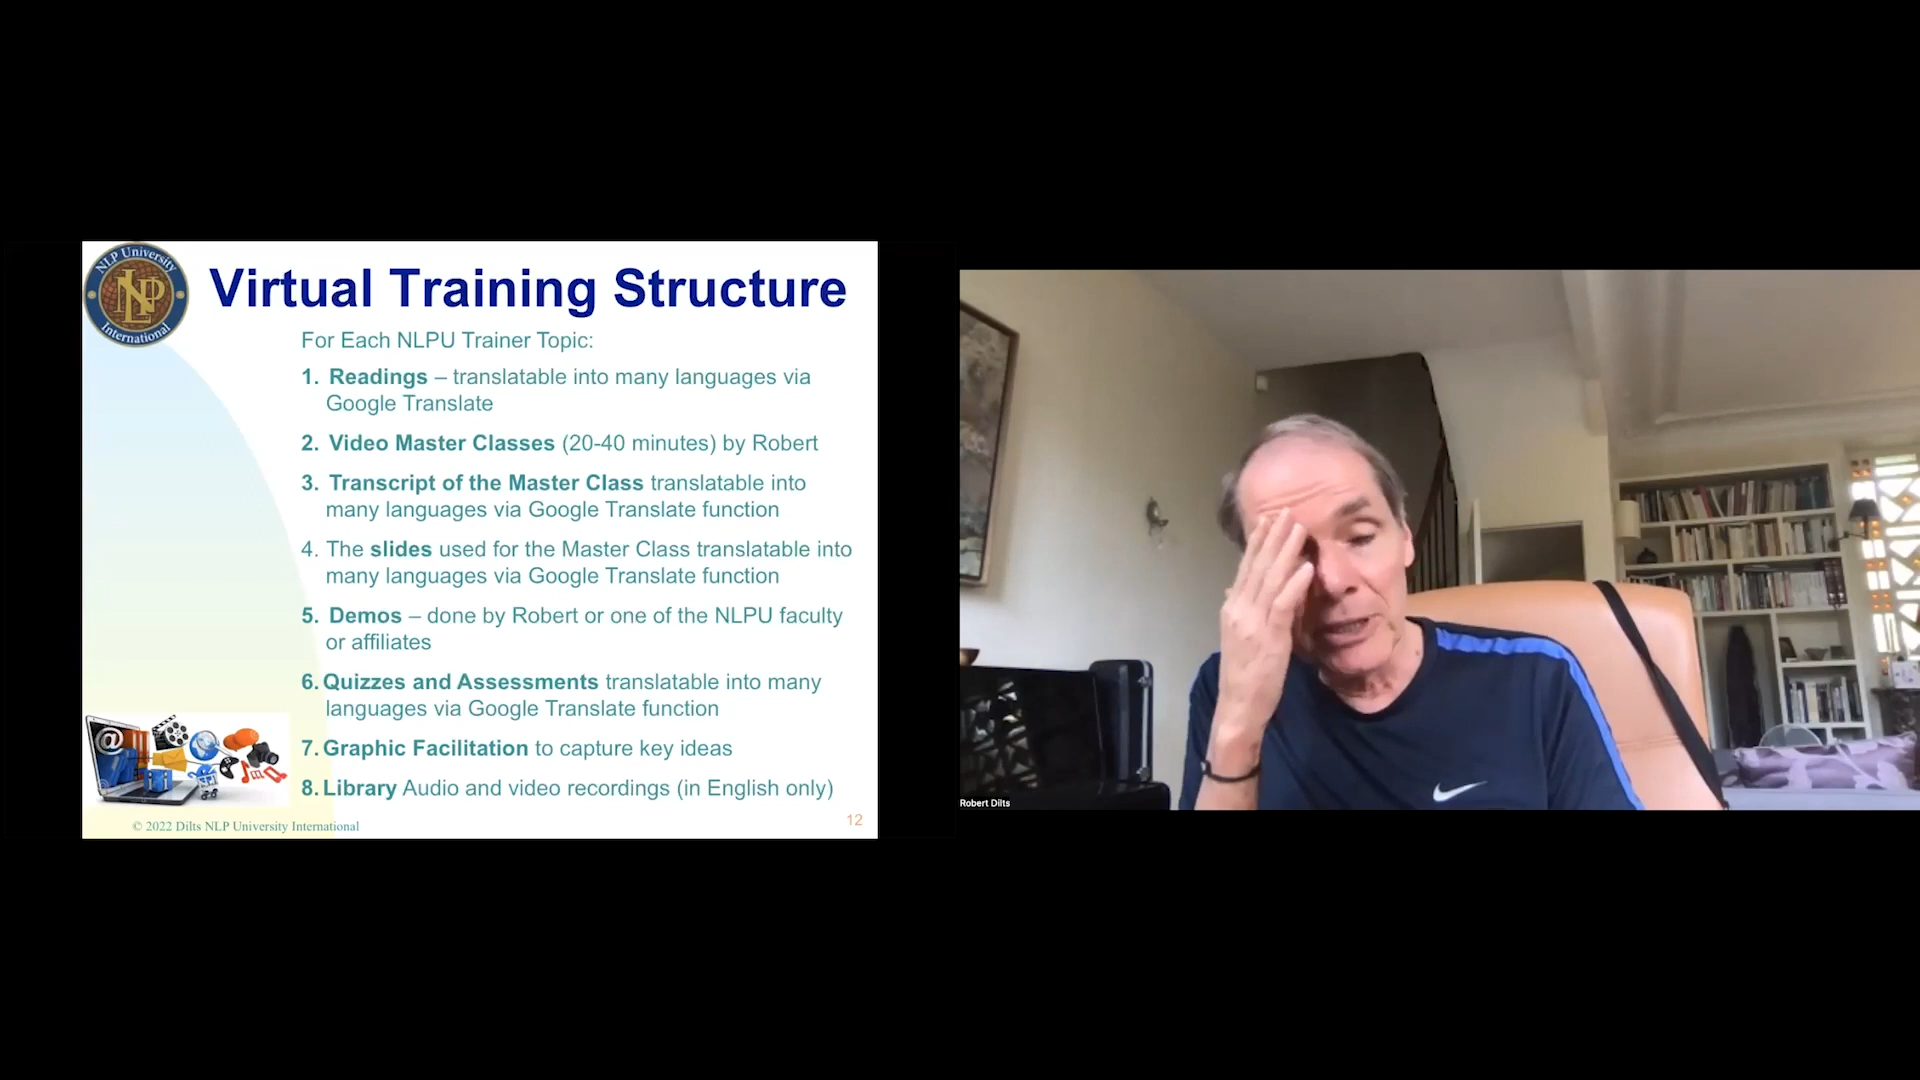 NLP University
NLP
International
Virtual Training Structure
For Each NLPU Trainer Topic:
1. Readings – translatable into many languages via
Google Translate
2. Video Master Classes (20-40 minutes) by Robert
3. Transcript of the Master Class translatable into
many languages via Google Translate function
4. The slides used for the Master Class translatable into
many languages via Google Translate function
5. Demos – done by Robert or one of the NLPU faculty
or affiliates
6. Quizzes and Assessments translatable into many
languages via Google Translate function
7. Graphic Facilitation to capture key ideas
8. Library Audio and video recordings (in English only)
@
© 2022 Dilts NLP University International
12
Robert Dilts